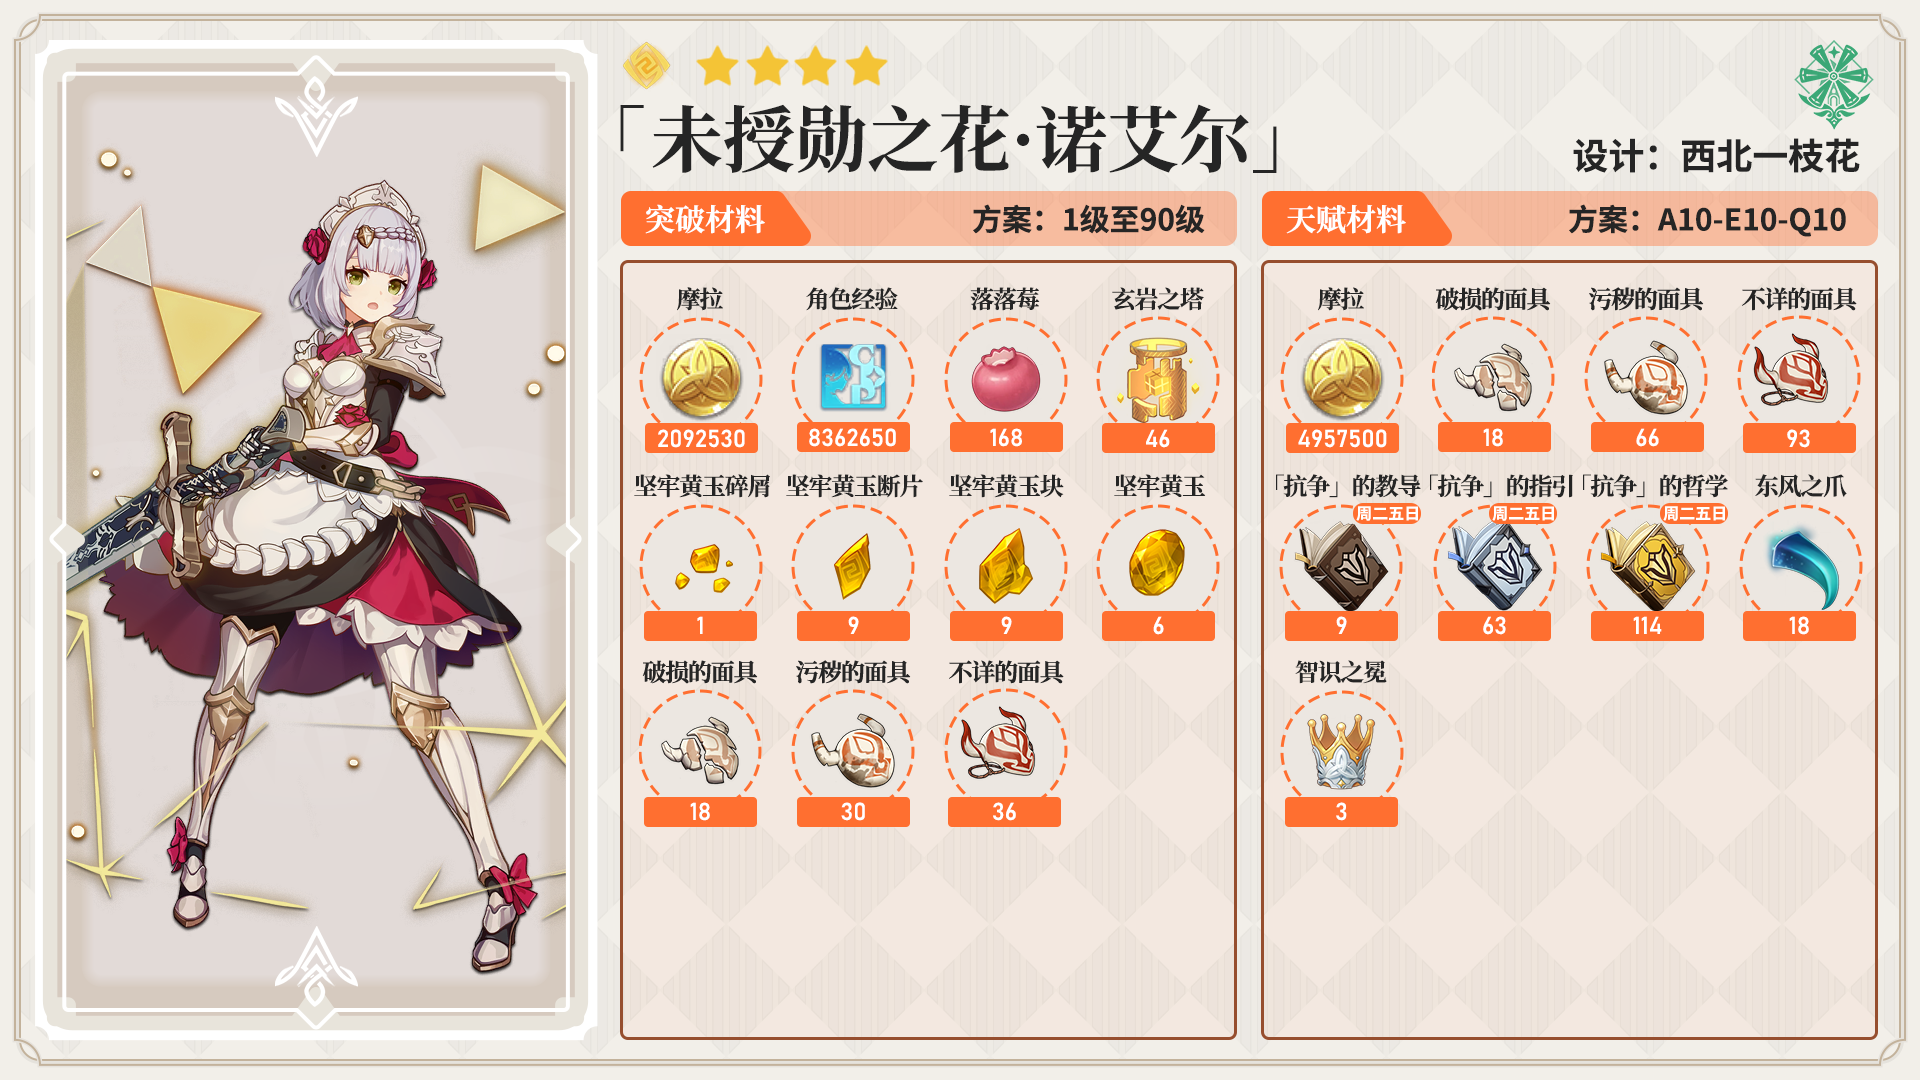 「未授勋之花·诺艾尔」
设计：西北一枝花
突破材料
方案：1级至90级
摩拉 角色经验 落落莓 玄岩之塔
2092530 8362650 168 46
坚牢黄玉碎屑 坚牢黄玉断片 坚牢黄玉块 坚牢黄玉
1 9 9 6
破损的面具 污秽的面具 不详的面具
18 30 36
天赋材料
方案：A10-E10-Q10
摩拉 破损的面具 污秽的面具 不详的面具
4957500 18 66 93
「抗争」的教导 「抗争」的指引 「抗争」的哲学 东风之爪
周二五日 周二五日 周二五日
9 63 114 18
智识之冕
3